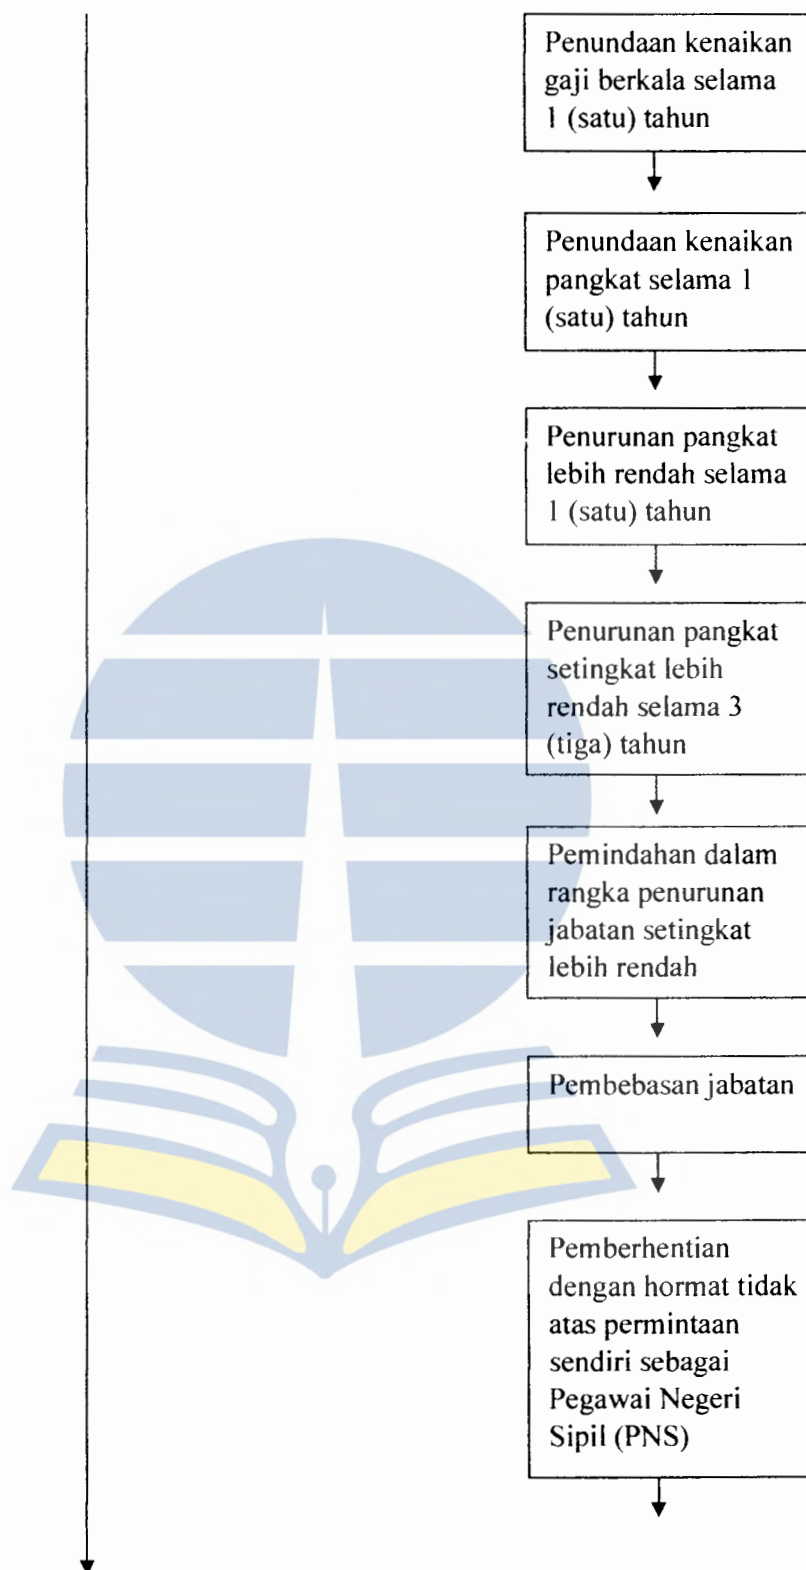 Penundaan kenaikan
gaji berkala selama
1 (satu) tahun
Penundaan kenaikan
pangkat selama 1
(satu) tahun
Penurunan pangkat
lebih rendah selama
1 (satu) tahun
Penurunan pangkat
setingkat lebih
rendah selama 3
(tiga) tahun
Pemindahan dalam
rangka penurunan
jabatan setingkat
lebih rendah
Pembebasan jabatan
Pemberhentian
dengan hormat tidak
atas permintaan
sendiri sebagai
Pegawai Negeri
Sipil (PNS)